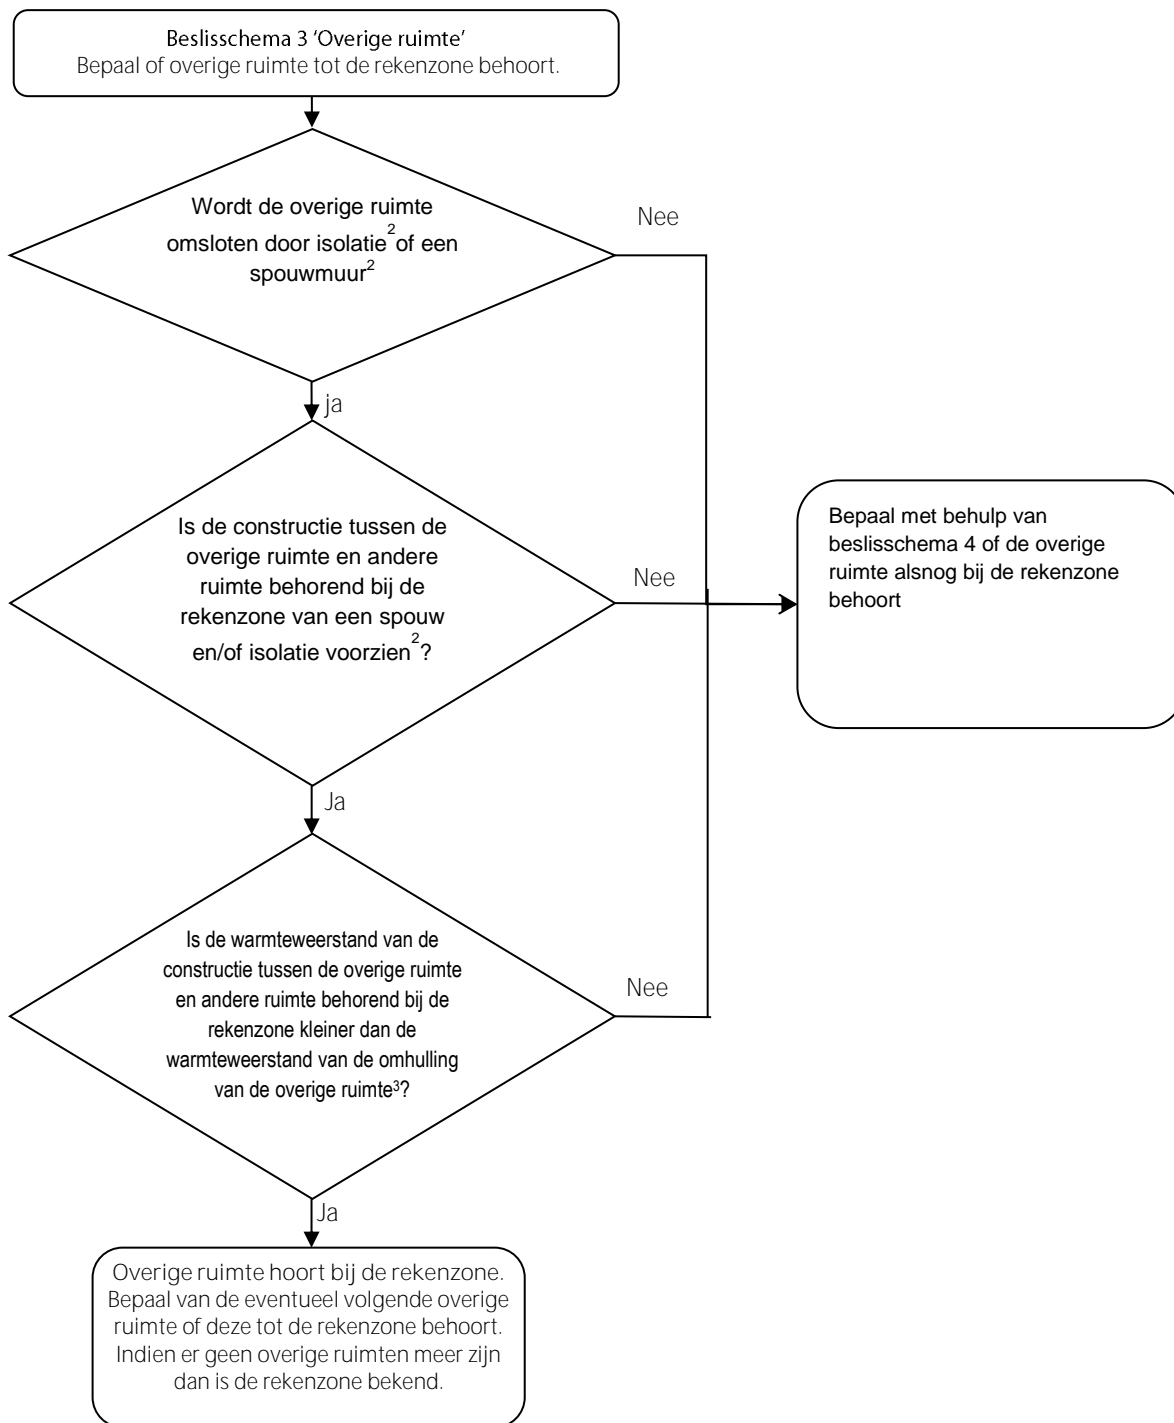 Beslisschema 3 ‘Overige ruimte’
Bepaal of overige ruimte tot de rekenzone behoort.
Wordt de overige ruimte
omsloten door isolatie² of een
spouwmuur²
Nee
ja
Is de constructie tussen de
overige ruimte en andere
ruimte behorend bij de
rekenzone van een spouw
en/of isolatie voorzien²?
Nee
Bepaal met behulp van
beslisschema 4 of de overige
ruimte alsnog bij de rekenzone
behoort
Ja
Is de warmteweerstand van de
constructie tussen de overige ruimte
en andere ruimte behorend bij de
rekenzone kleiner dan de
warmteweerstand van de omhulling
van de overige ruimte³?
Nee
Ja
Overige ruimte hoort bij de rekenzone.
Bepaal van de eventueel volgende overige
ruimte of deze tot de rekenzone behoort.
Indien er geen overige ruimten meer zijn
dan is de rekenzone bekend.